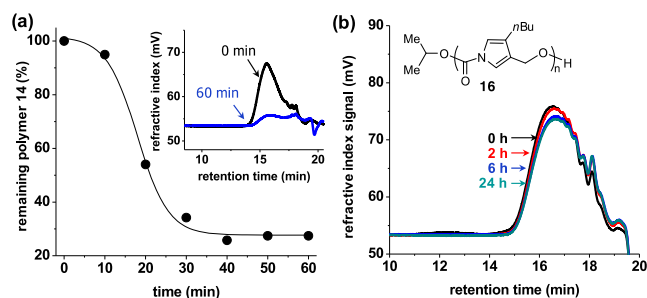 (a)
remaining polymer 14 (%)
100
80
60
40
20
0 10 20 30 40 50 60
time (min)
refractive index (mV)
70
60
50
0 min
60 min
10 15 20
retention time (min)
(b)
refractive index signal (mV)
90
80
70
60
50
nBu
Me
Me
O
O
N
O
H
n
16
0 h
2 h
6 h
24 h
10 12 14 16 18 20
retention time (min)